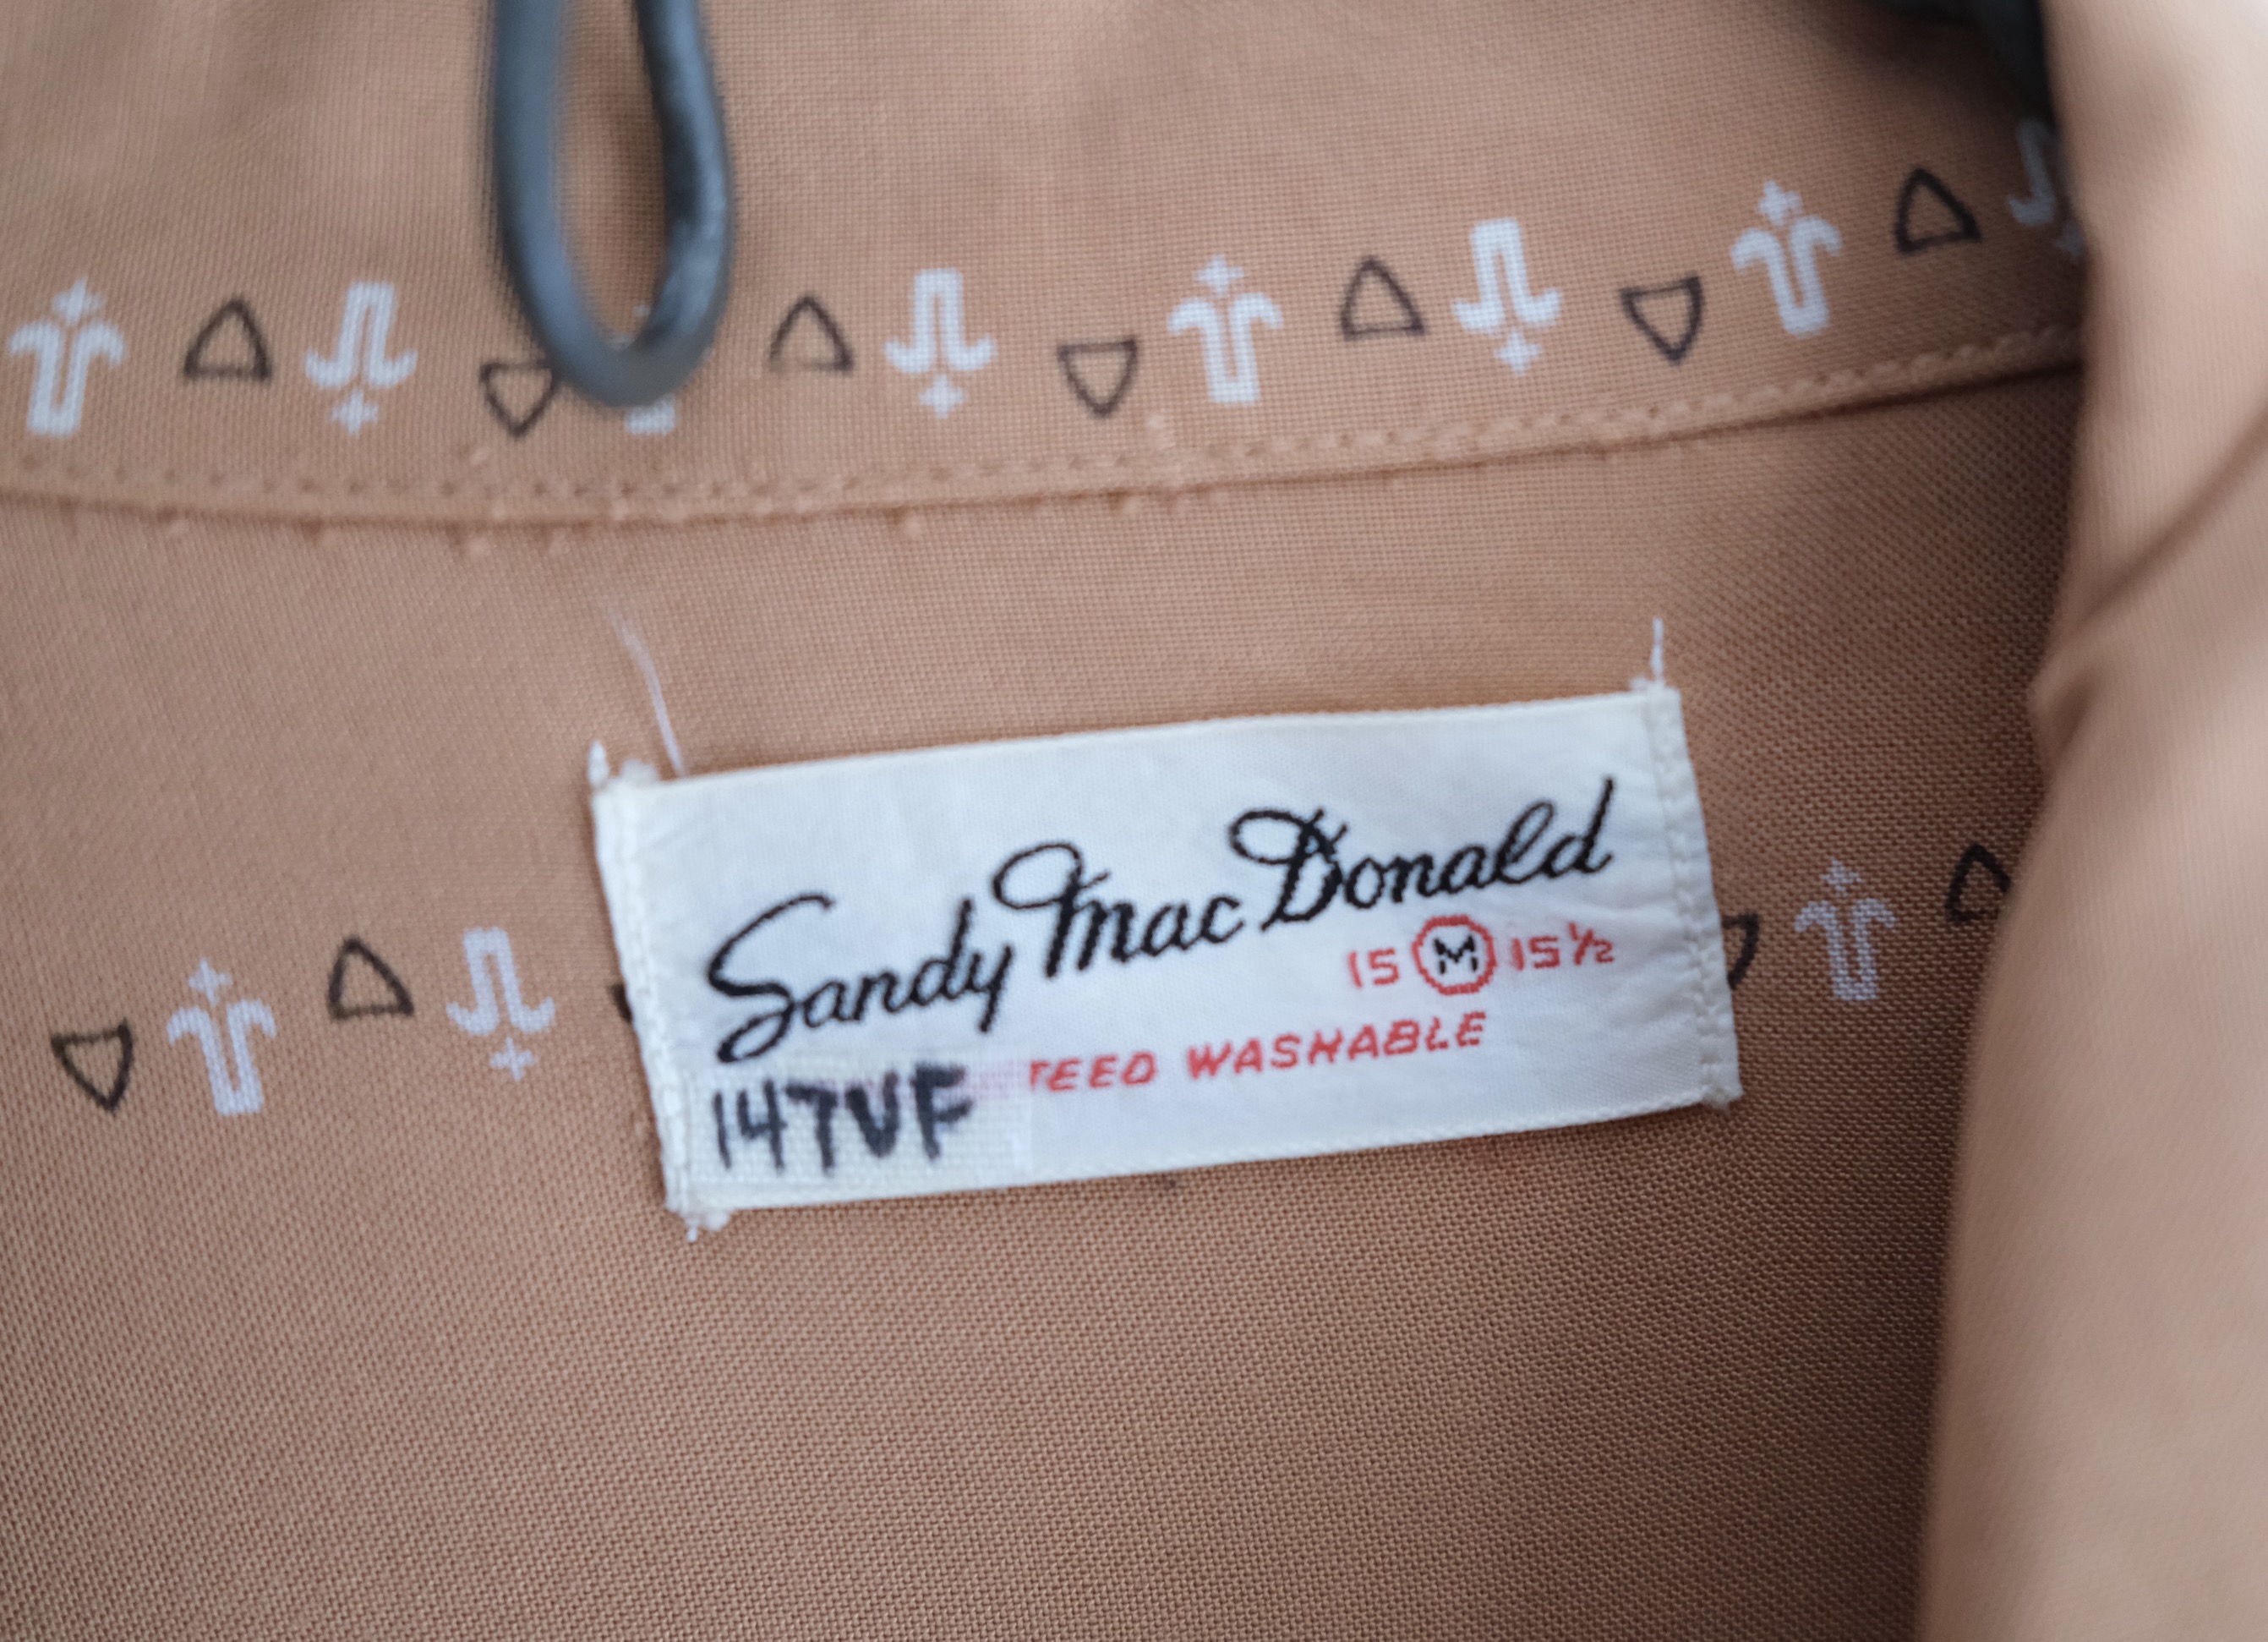 Sandy MacDonald
15 M 15½
TEED WASHABLE
147VF